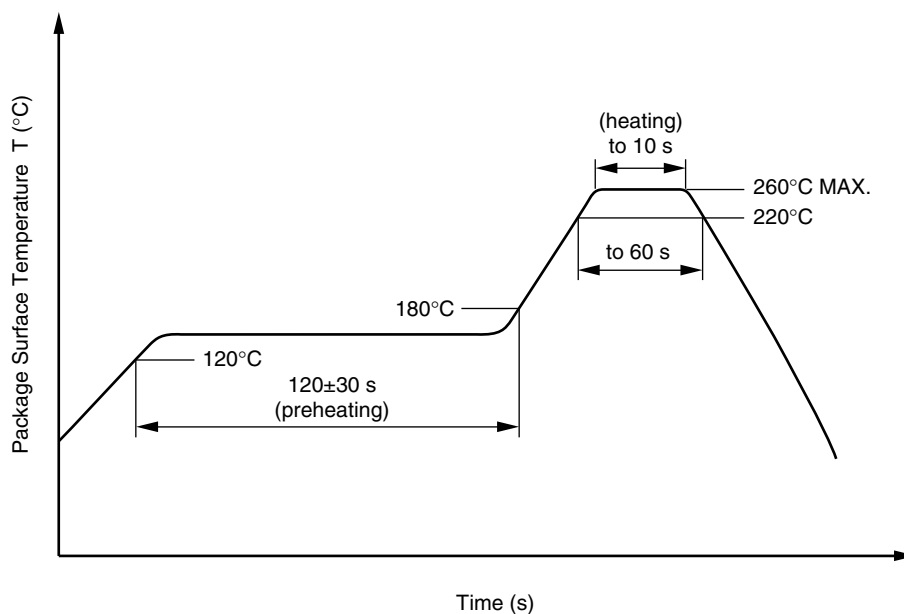 Package Surface Temperature T (°C)
(heating)
to 10 s
260°C MAX.
220°C
to 60 s
180°C
120°C
120±30 s
(preheating)
Time (s)